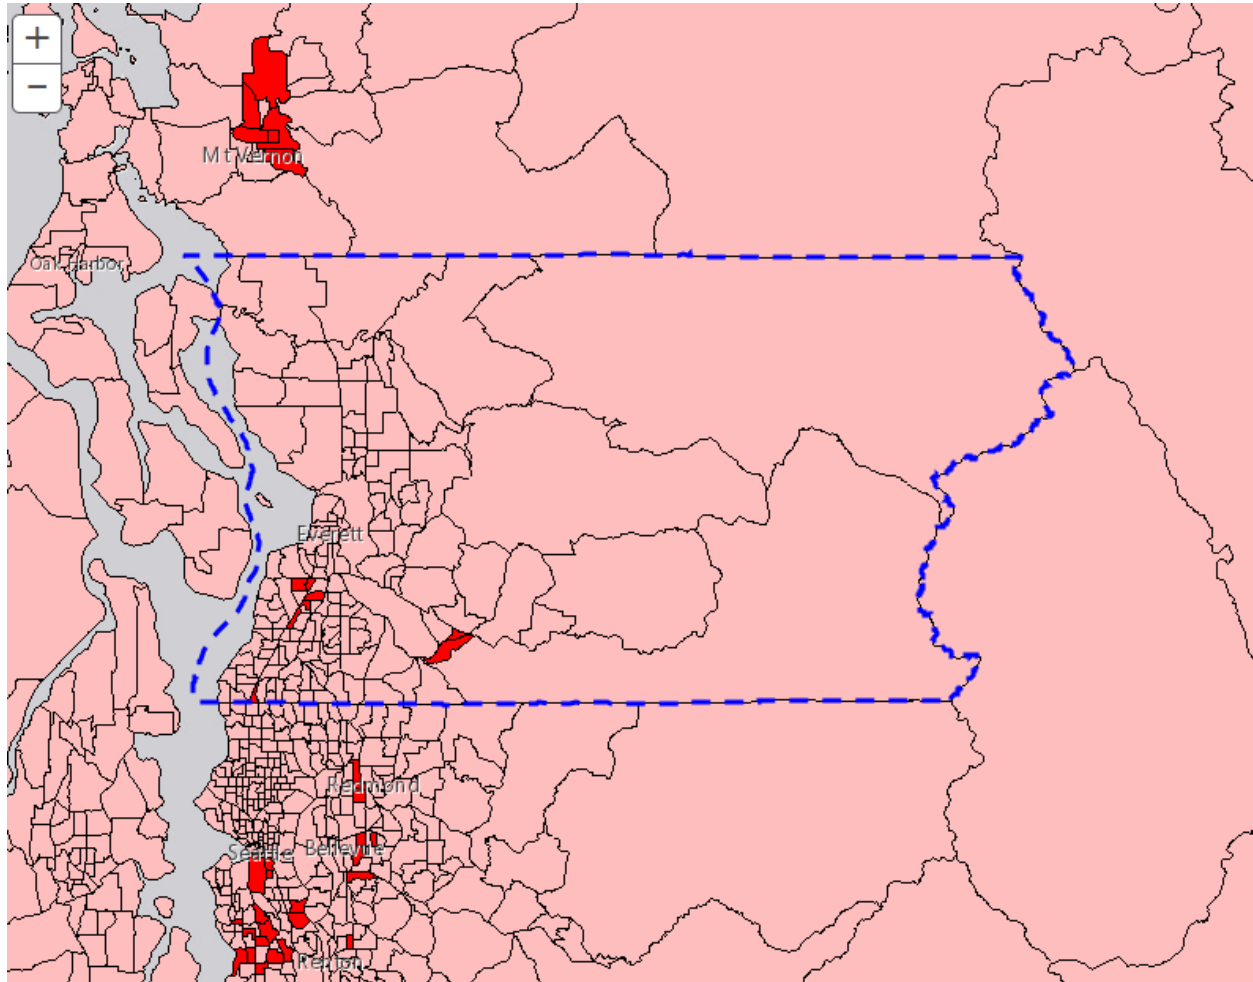 +
−
Mt Vernon
Oak Harbor
Everett
Redmond
Seattle
Bellevue
Renton